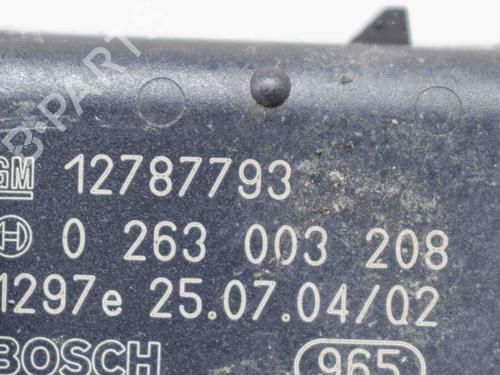 GM 12787793
0 263 003 208
1297e 25.07.04/02
BOSCH 965
B PARTS